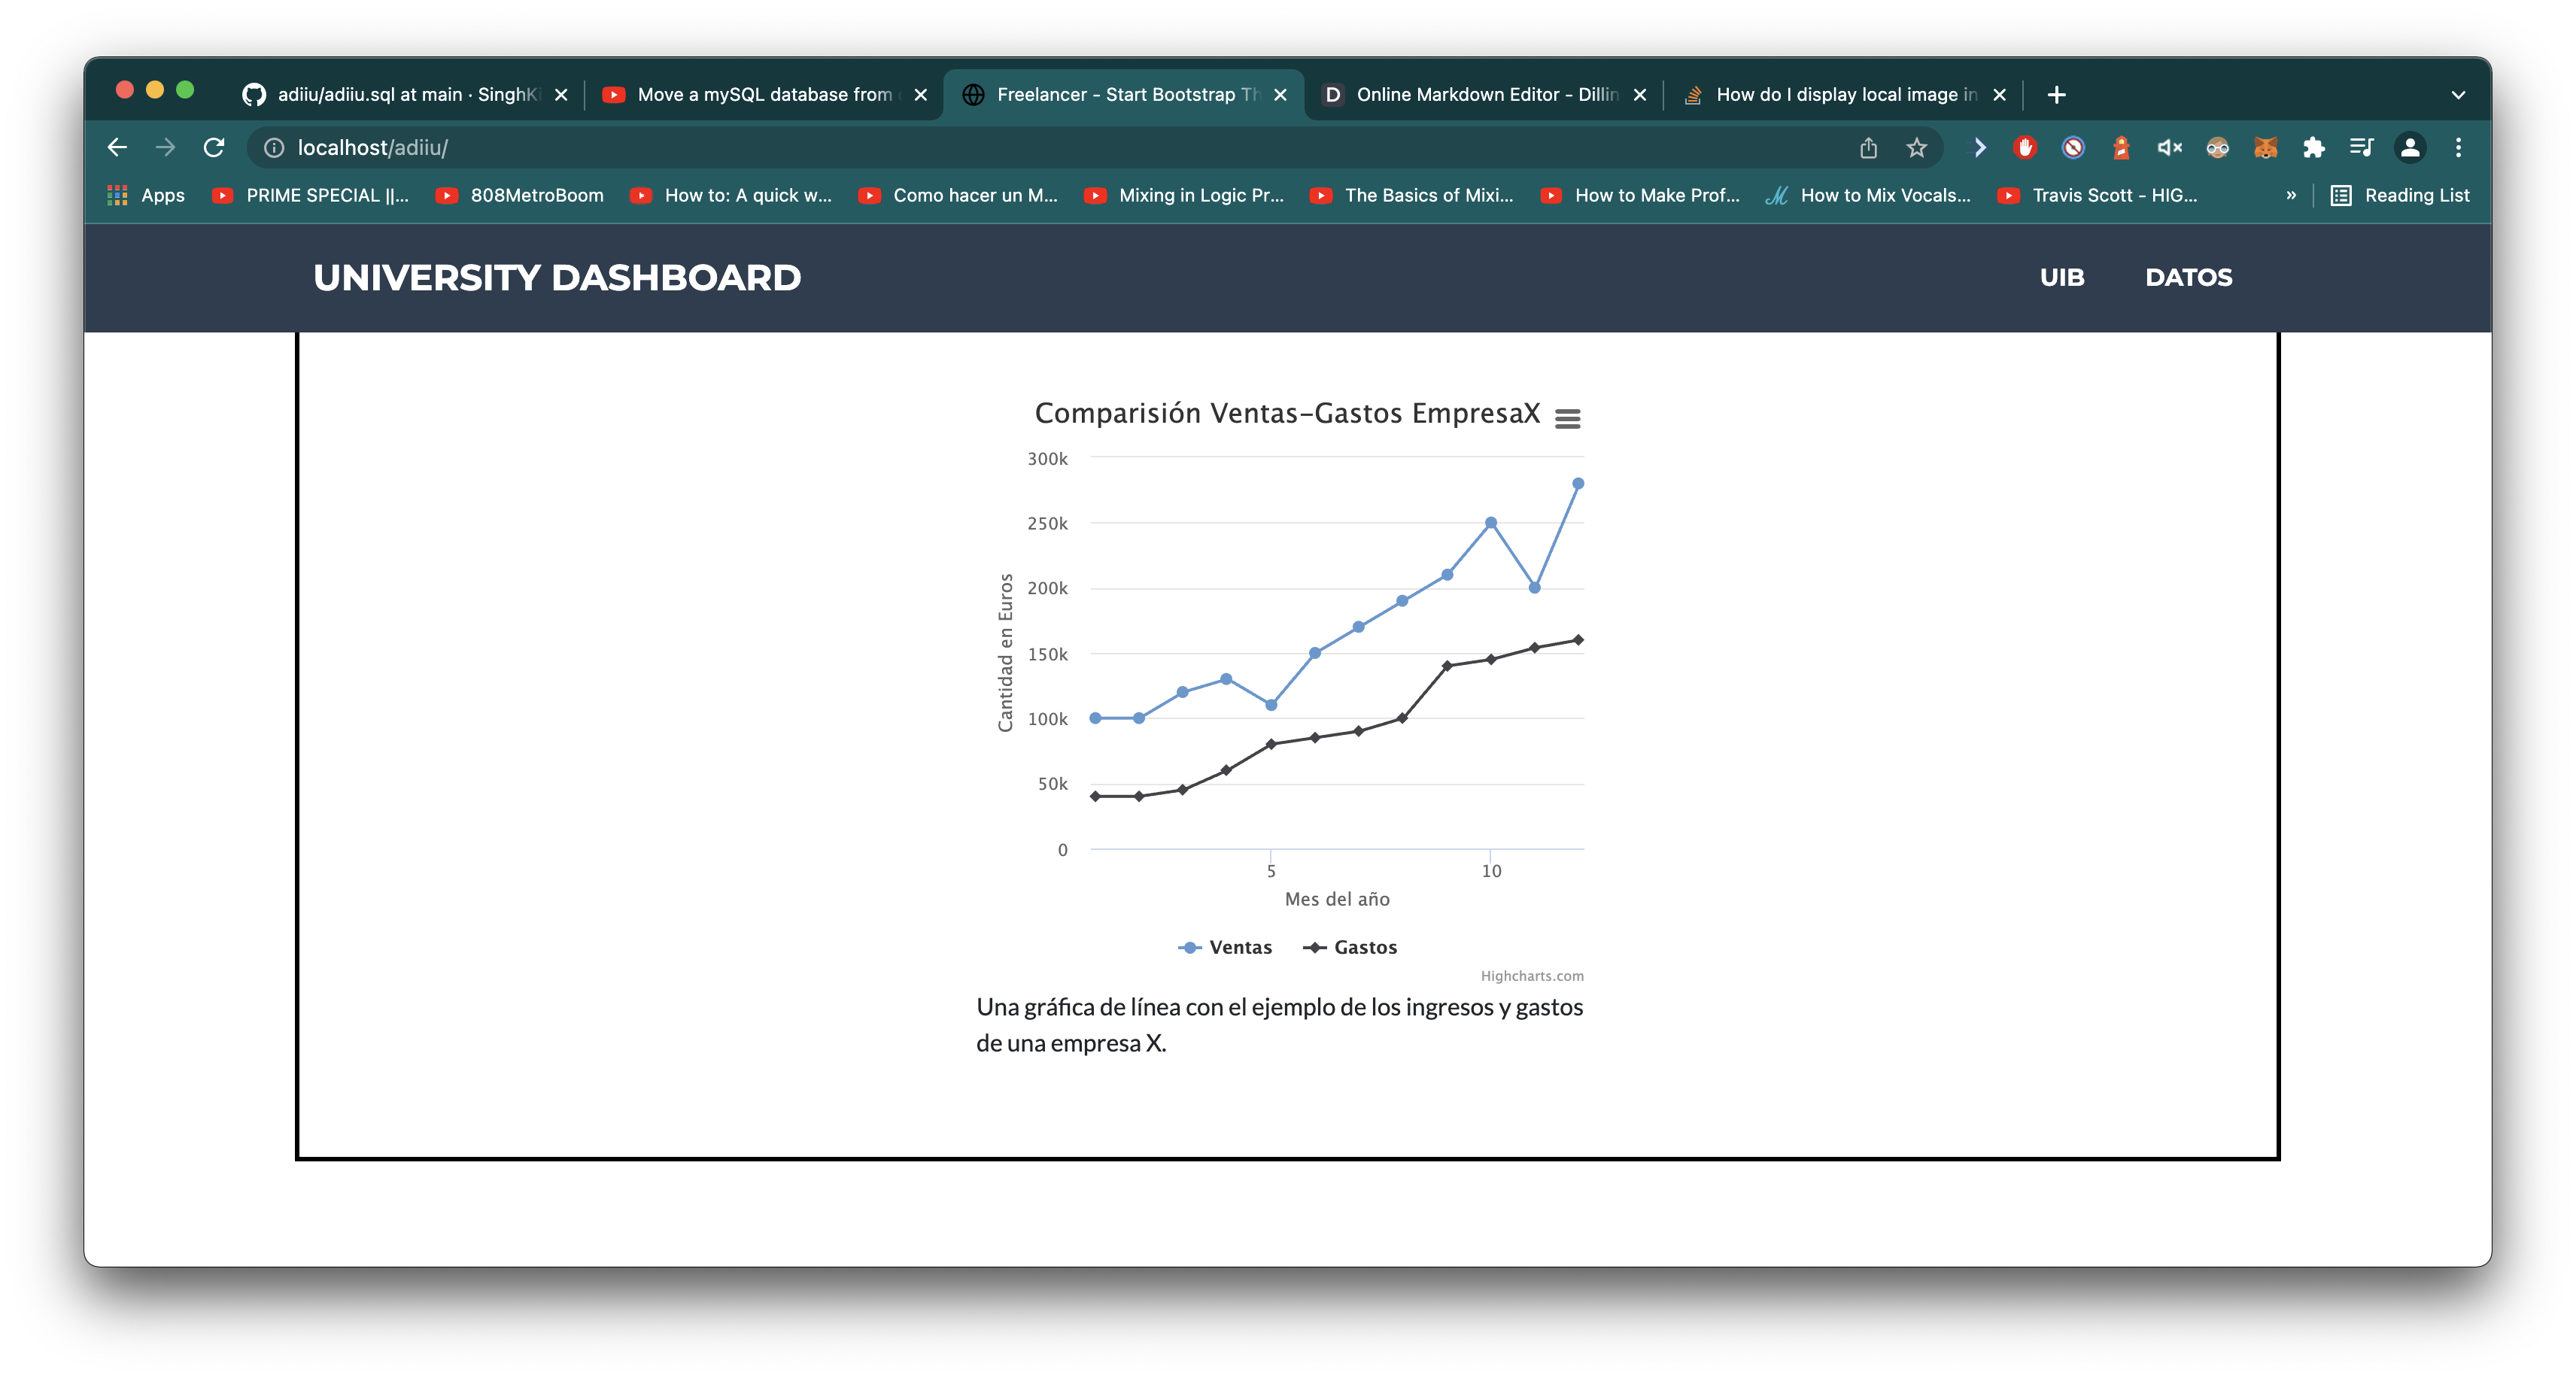 adiiu/adiiu.sql at main · SinghKi
Move a mySQL database from
Freelancer - Start Bootstrap Th
Online Markdown Editor - Dillin
How do I display local image in
localhost/adiiu/
Apps
PRIME SPECIAL ||...
808MetroBoom
How to: A quick w...
Como hacer un M...
Mixing in Logic Pr...
The Basics of Mixi...
How to Make Prof...
How to Mix Vocals...
Travis Scott - HIG...
»
Reading List
UNIVERSITY DASHBOARD
UIB
DATOS
Comparisión Ventas-Gastos EmpresaX
Cantidad en Euros
300k
250k
200k
150k
100k
50k
0
5
10
Mes del año
Ventas
Gastos
Highcharts.com
Una gráfica de línea con el ejemplo de los ingresos y gastos
de una empresa X.